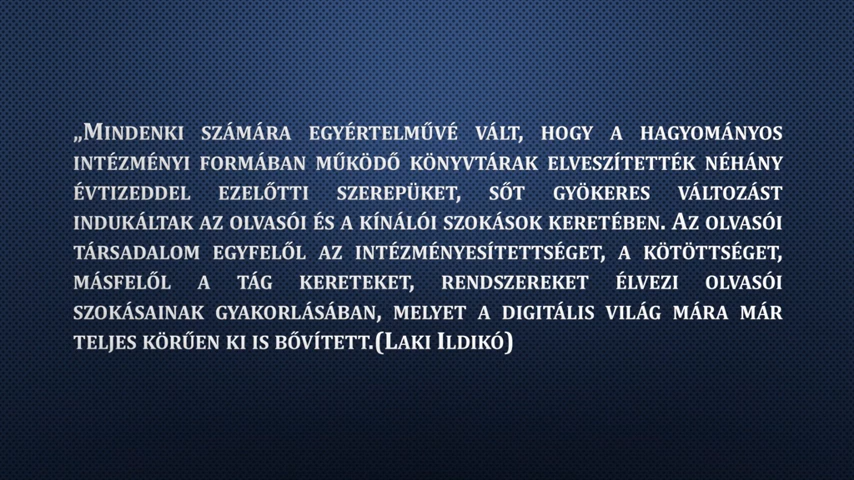 „Mindenki számára egyértelművé vált, hogy a hagyományos
intézményi formában működő könyvtárak elveszítették néhány
évtizeddel ezelőtti szerepüket, sőt gyökeres változást
indukáltak az olvasói és a kínálói szokások keretében. Az olvasói
társadalom egyfelől az intézményesítettséget, a kötöttséget,
másfelől a tág kereteket, rendszereket élvezi olvasói
szokásainak gyakorlásában, melyet a digitális világ mára már
teljes körűen ki is bővített.(Laki Ildikó)